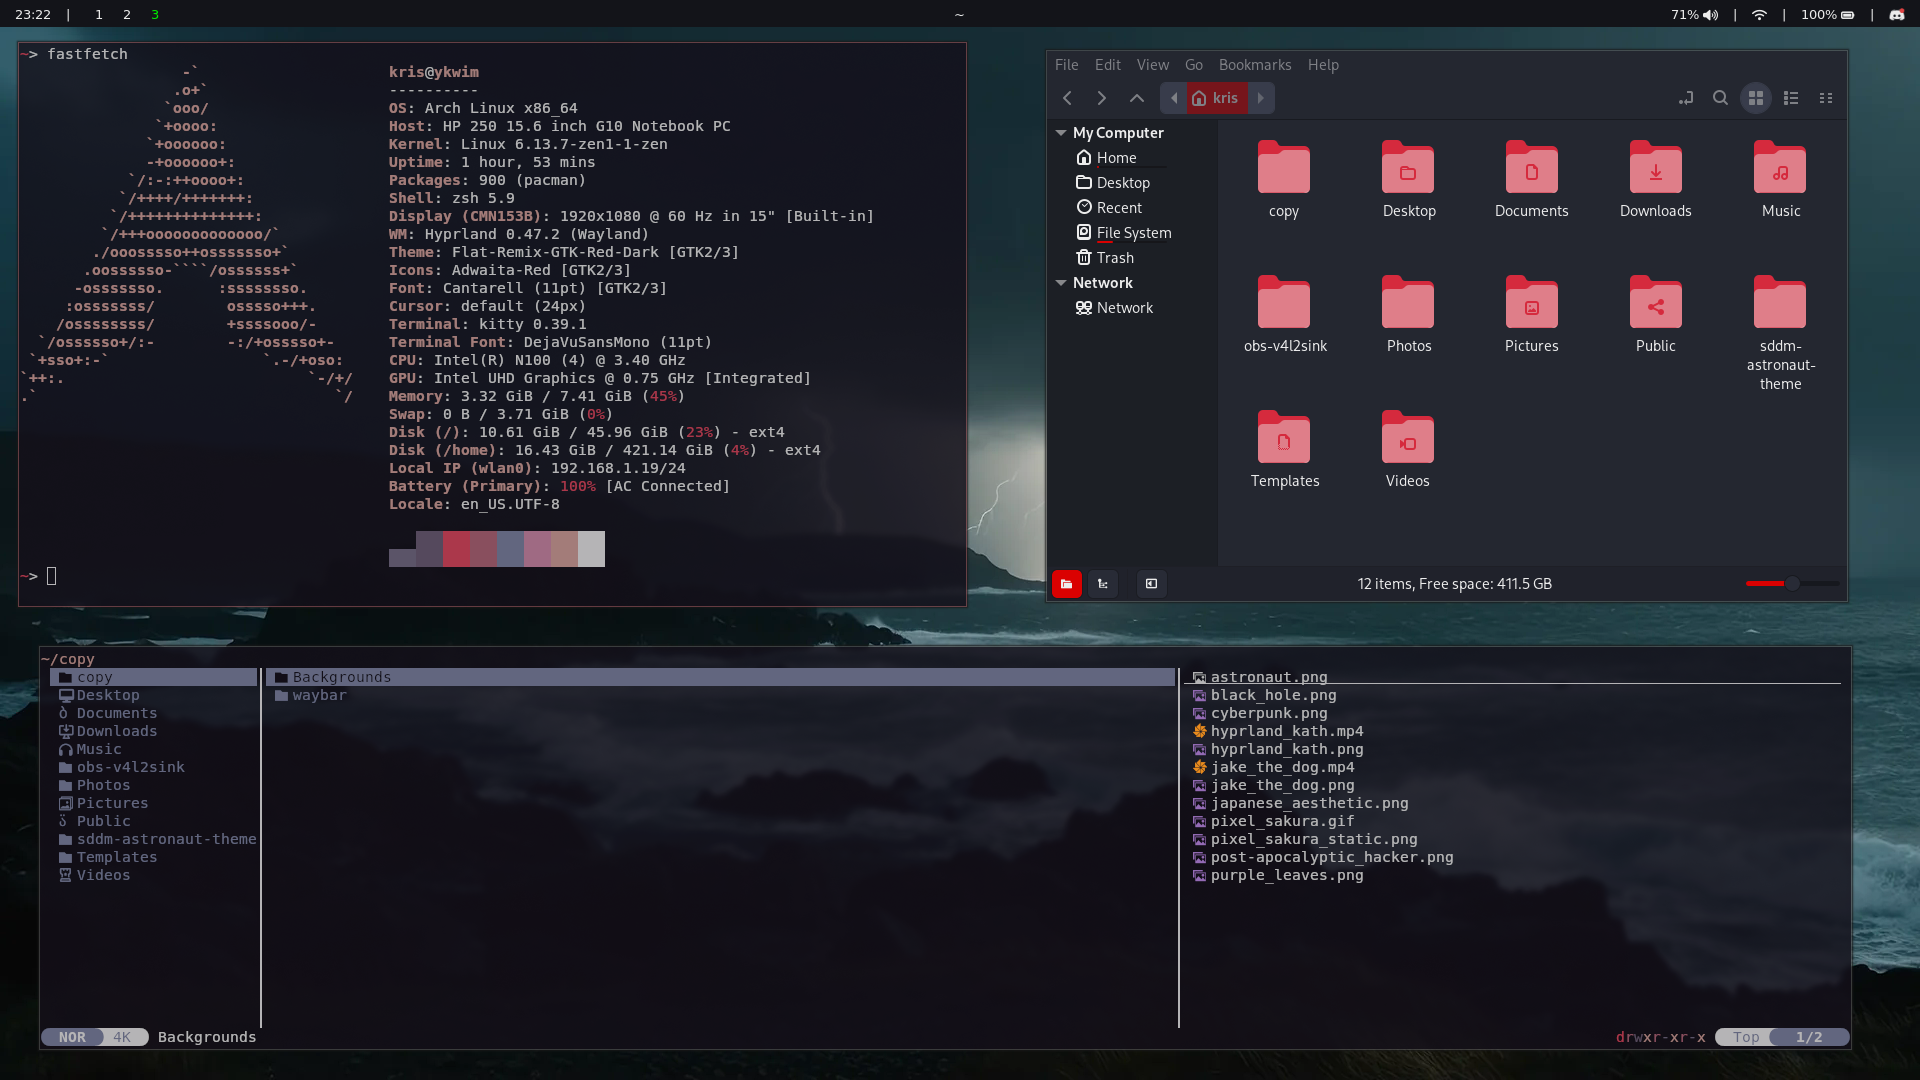 23:22 | 1 2 3
~
71% | | 100% |
~> fastfetch
-`
.o+`
`ooo/
`+oooo:
`+oooooo:
-+oooooo+:
`/:-:++oooo+:
`/++++/+++++++:
`/++++++++++++++:
`/+++ooooooooooooo/`
./ooosssso++osssssso+`
.oossssso-````/ossssss+`
-osssssso. :ssssssso.
:osssssss/ osssso+++.
/ossssssss/ +ssssooo/-
`/ossssso+/:- -:/+osssso+-
`+sso+:-` `.-/+oso:
`++:. `-/+/
.` `/
kris@ykwim
----------
OS: Arch Linux x86_64
Host: HP 250 15.6 inch G10 Notebook PC
Kernel: Linux 6.13.7-zen1-1-zen
Uptime: 1 hour, 53 mins
Packages: 900 (pacman)
Shell: zsh 5.9
Display (CMN153B): 1920x1080 @ 60 Hz in 15" [Built-in]
WM: Hyprland 0.47.2 (Wayland)
Theme: Flat-Remix-GTK-Red-Dark [GTK2/3]
Icons: Adwaita-Red [GTK2/3]
Font: Cantarell (11pt) [GTK2/3]
Cursor: default (24px)
Terminal: kitty 0.39.1
Terminal Font: DejaVuSansMono (11pt)
CPU: Intel(R) N100 (4) @ 3.40 GHz
GPU: Intel UHD Graphics @ 0.75 GHz [Integrated]
Memory: 3.32 GiB / 7.41 GiB (45%)
Swap: 0 B / 3.71 GiB (0%)
Disk (/): 10.61 GiB / 45.96 GiB (23%) - ext4
Disk (/home): 16.43 GiB / 421.14 GiB (4%) - ext4
Local IP (wlan0): 192.168.1.19/24
Battery (Primary): 100% [AC Connected]
Locale: en_US.UTF-8
~>
File Edit View Go Bookmarks Help
kris
My Computer
Home
Desktop
Recent
File System
Trash
Network
Network
copy Desktop Documents Downloads Music
obs-v4l2sink Photos Pictures Public sddm-
astronaut-
theme
Templates Videos
12 items, Free space: 411.5 GB
~/copy
copy
Desktop
Documents
Downloads
Music
obs-v4l2sink
Photos
Pictures
Public
sddm-astronaut-theme
Templates
Videos
Backgrounds
waybar
astronaut.png
black_hole.png
cyberpunk.png
hyprland_kath.mp4
hyprland_kath.png
jake_the_dog.mp4
jake_the_dog.png
japanese_aesthetic.png
pixel_sakura.gif
pixel_sakura_static.png
post-apocalyptic_hacker.png
purple_leaves.png
NOR 4K Backgrounds
drwxr-xr-x Top 1/2